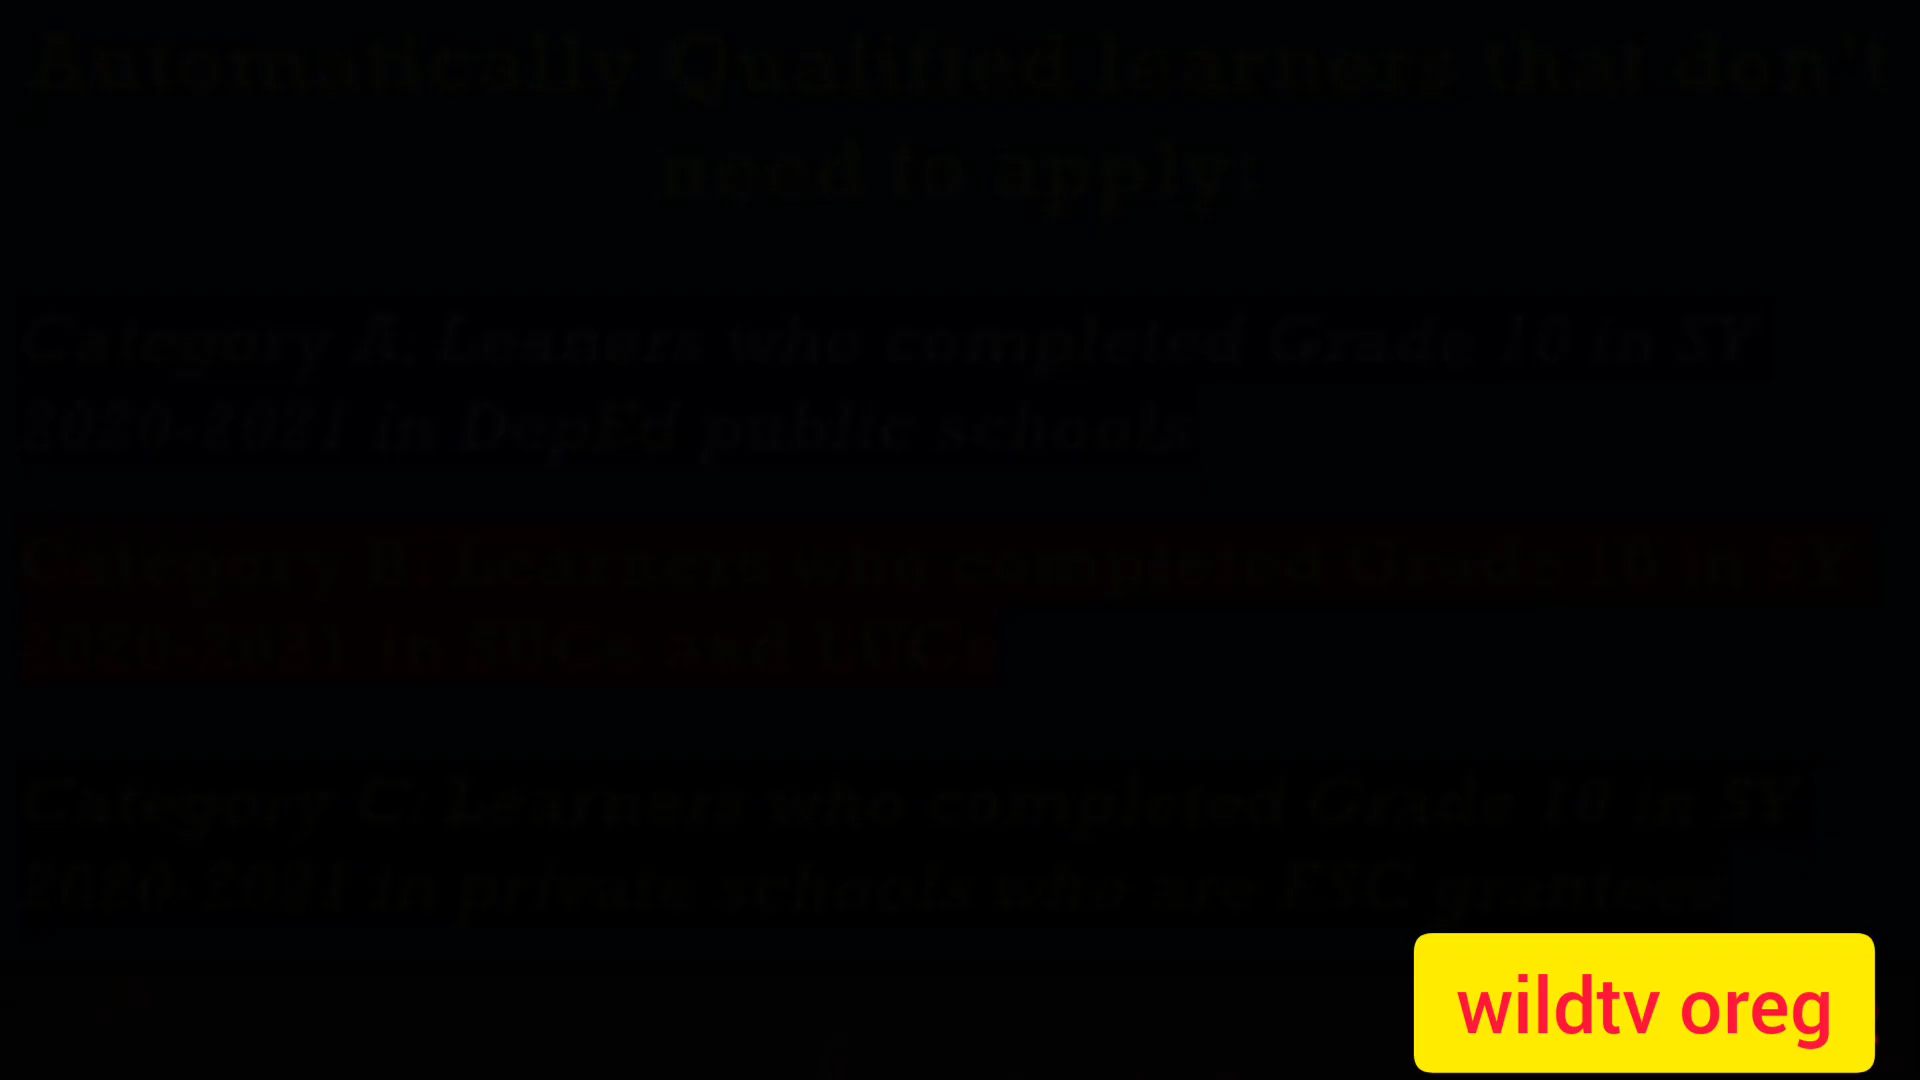 Automatically Qualified learners that don't
need to apply:
Category A: Leaners who completed Grade 10 in SY
2020-2021 in DepEd public schools
Category B: Learners who completed Grade 10 in SY
2020-2021 in SUCs and LUCs
Category C: Learners who completed Grade 10 in SY
2020-2021 in private schools who are ESC grantees
wildtv oreg